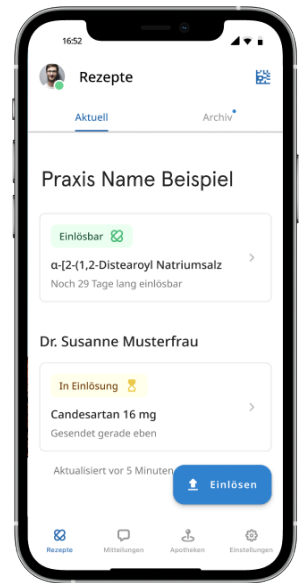 16:52
Rezepte
Aktuell
Archiv
Praxis Name Beispiel
Einlösbar
α-[2-(1,2-Distearoyl Natriumsalz
Noch 29 Tage lang einlösbar
Dr. Susanne Musterfrau
In Einlösung
Candesartan 16 mg
Gesendet gerade eben
Aktualisiert vor 5 Minuten
Einlösen
Rezepte
Mitteilungen
Apotheken
Einstellungen